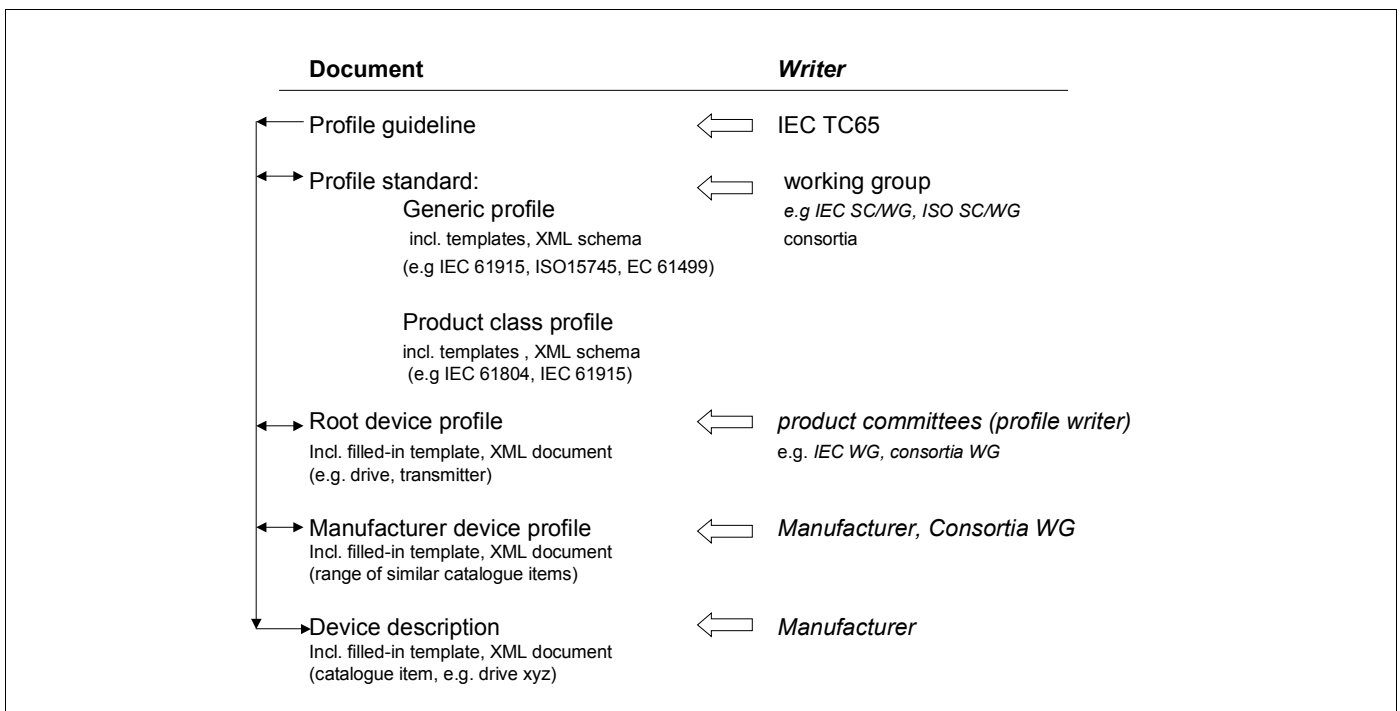 Document Writer
Profile guideline IEC TC65
Profile standard: working group
Generic profile e.g IEC SC/WG, ISO SC/WG
incl. templates, XML schema consortia
(e.g IEC 61915, ISO15745, EC 61499)
Product class profile
incl. templates , XML schema
(e.g IEC 61804, IEC 61915)
Root device profile product committees (profile writer)
Incl. filled-in template, XML document e.g. IEC WG, consortia WG
(e.g. drive, transmitter)
Manufacturer device profile Manufacturer, Consortia WG
Incl. filled-in template, XML document
(range of similar catalogue items)
Device description Manufacturer
Incl. filled-in template, XML document
(catalogue item, e.g. drive xyz)